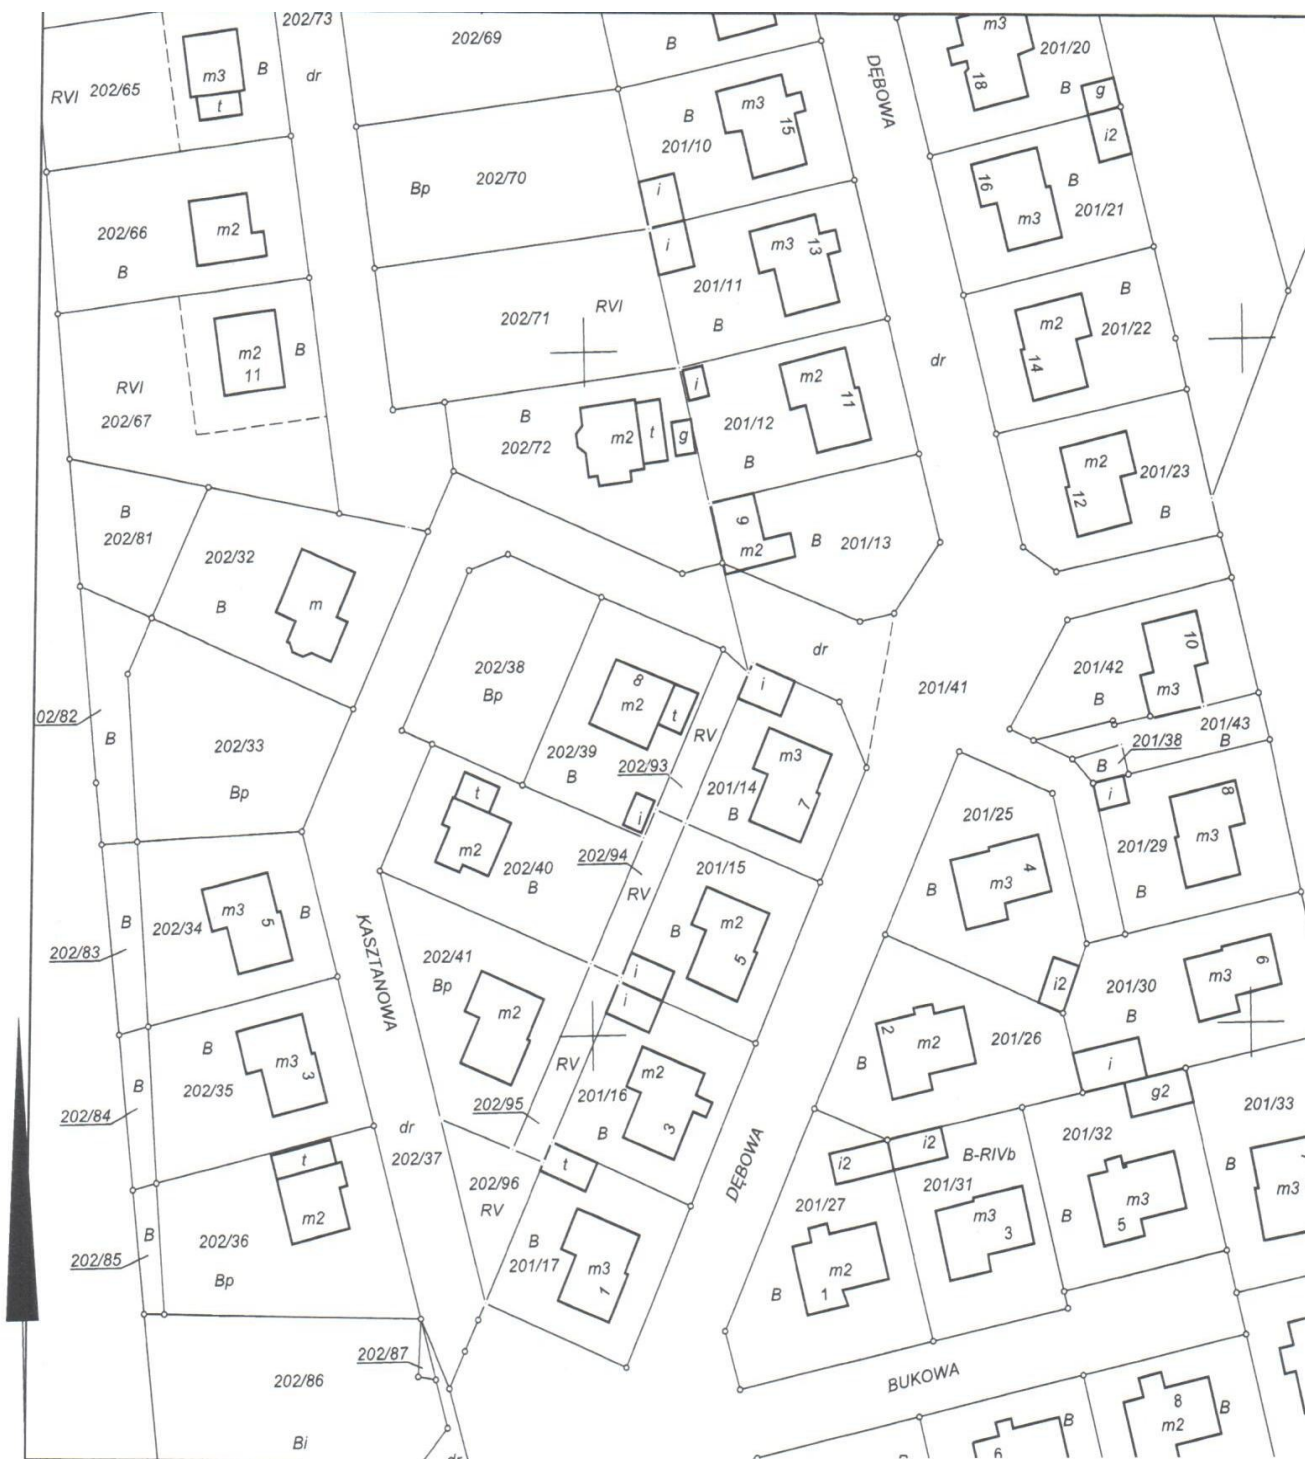 202/73
202/69
B
m3
201/20
202/65
RVI
m3
B
t
dr
DĘBOWA
18
B
g
B
m3
15
201/10
i2
Bp
202/70
i
16
m3
B
201/21
202/66
B
m2
i
m3
13
201/11
B
202/71
RVI
B
m2
14
201/22
m2
11
B
RVI
202/67
dr
i
m2
11
201/12
B
B
202/72
m2
t
g
m2
12
201/23
B
B
202/81
9
m2
B
201/13
202/32
B
m
dr
10
201/42
B
m3
202/38
Bp
8
m2
t
i
201/41
02/82
B
202/33
Bp
RV
202/39
B
202/93
m3
7
201/14
B
8
201/43
B
201/38
B
t
m2
i
i
8
m3
201/29
B
201/25
B
m3
4
202/40
B
202/94
RV
201/15
B
m2
5
B
202/34
m3
5
B
202/83
KASZTANOWA
202/41
Bp
m2
i
i
i2
m3
6
201/30
B
2
m2
201/26
B
B
202/35
m3
3
B
202/84
RV
m2
3
201/16
B
202/95
i
g2
201/33
dr
202/37
DĘBOWA
201/32
t
m2
t
i2
i2
B-RIVb
201/31
202/96
RV
B
m3
B
m3
5
B
202/85
202/36
Bp
B
201/17
m3
1
201/27
m2
1
B
m3
3
202/87
202/86
Bi
BUKOWA
8
m2
B
B
6
B
dr